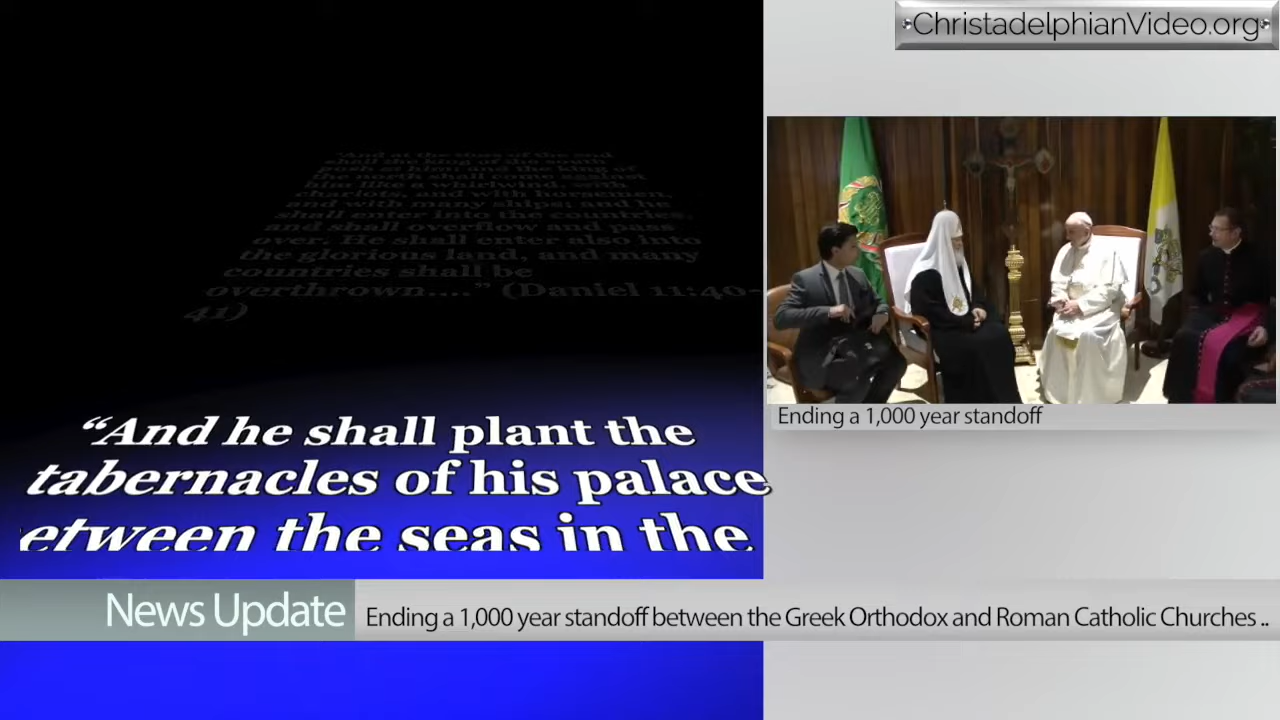 ChristadelphianVideo.org
"And at the time of the end
shall the king of the south
push at him: and the king of
the north shall come against
him like a whirlwind, with
chariots, and with horsemen,
and with many ships; and he
shall enter into the countries,
and shall overflow and pass
over. He shall enter also into
the glorious land, and many
countries shall be
overthrown...." (Daniel 11:40-
41)
“And he shall plant the
tabernacles of his palace
etween the seas in the
Ending a 1,000 year standoff
News Update
Ending a 1,000 year standoff between the Greek Orthodox and Roman Catholic Churches ..